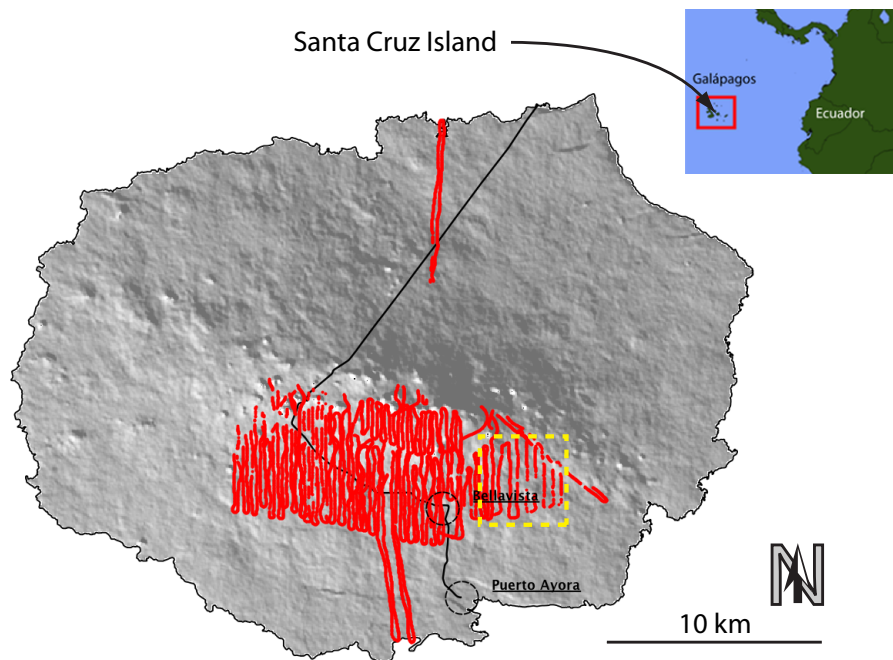 Santa Cruz Island
Galápagos
Ecuador
Bellavista
Puerto Ayora
N
10 km